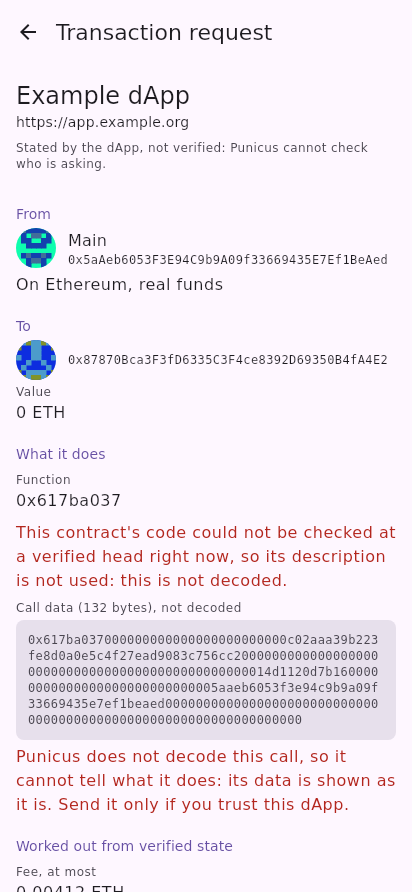 Transaction request
Example dApp
https://app.example.org
Stated by the dApp, not verified: Punicus cannot check
who is asking.
From
Main
0x5aAeb6053F3E94C9b9A09f33669435E7Ef1BeAed
On Ethereum, real funds
To
0x87870Bca3F3fD6335C3F4ce8392D69350B4fA4E2
Value
0 ETH
What it does
Function
0x617ba037
This contract's code could not be checked at
a verified head right now, so its description
is not used: this is not decoded.
Call data (132 bytes), not decoded
0x617ba037000000000000000000000000c02aaa39b223
fe8d0a0e5c4f27ead9083c756cc2000000000000000000
00000000000000000000000000000014d1120d7b160000
0000000000000000000000005aaeb6053f3e94c9b9a09f
33669435e7ef1beaed0000000000000000000000000000
000000000000000000000000000000000000
Punicus does not decode this call, so it
cannot tell what it does: its data is shown as
it is. Send it only if you trust this dApp.
Worked out from verified state
Fee, at most
0.00412 ETH